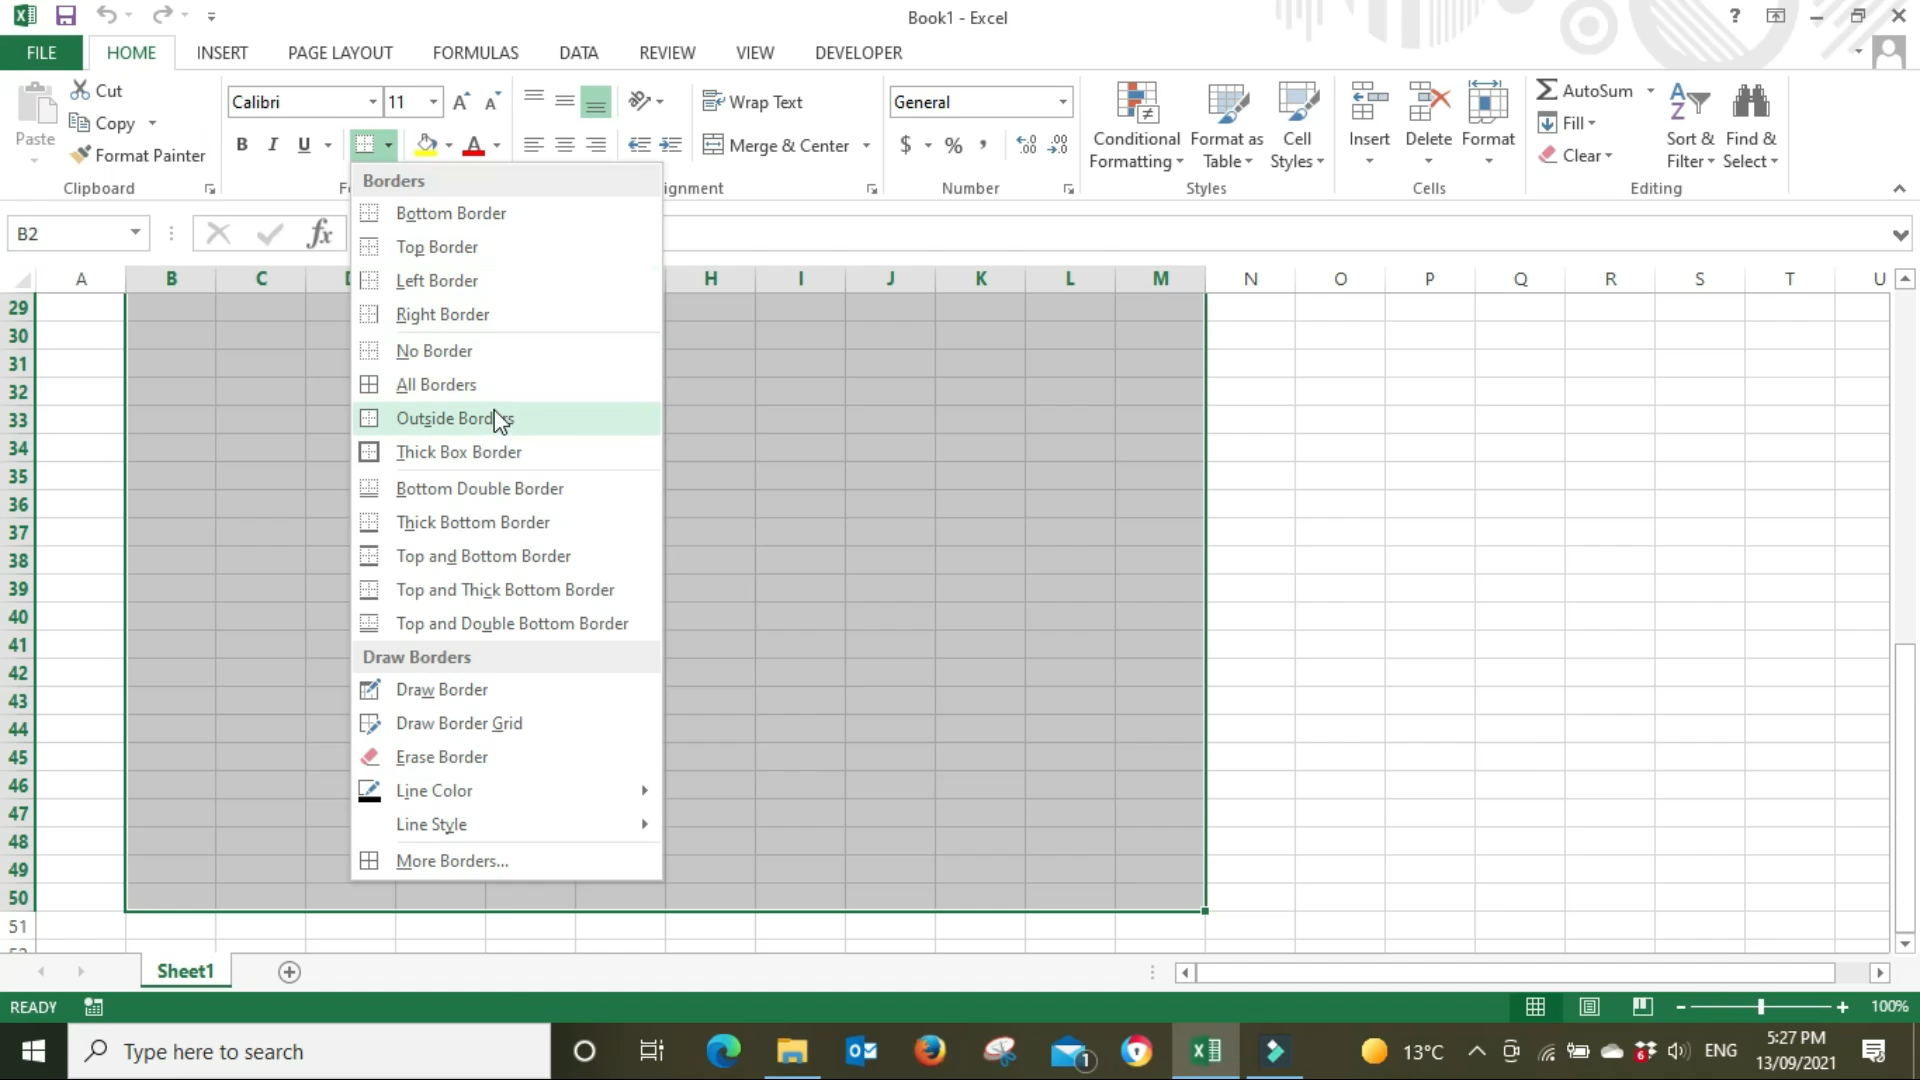 Book1 - Excel
?
FILE
HOME
INSERT
PAGE LAYOUT
FORMULAS
DATA
REVIEW
VIEW
DEVELOPER
Paste
Cut
Copy
Format Painter
Clipboard
Calibri
11
B I U
Wrap Text
Merge & Center
ignment
General
$ % ,
Number
Conditional Formatting
Format as Table
Cell Styles
Styles
Insert
Delete
Format
Cells
AutoSum
Fill
Clear
Sort & Filter
Find & Select
Editing
B2
fx
A B C H I J K L M N O P Q R S T U
Borders
Bottom Border
Top Border
Left Border
Right Border
No Border
All Borders
Outside Borders
Thick Box Border
Bottom Double Border
Thick Bottom Border
Top and Bottom Border
Top and Thick Bottom Border
Top and Double Bottom Border
Draw Borders
Draw Border
Draw Border Grid
Erase Border
Line Color
Line Style
More Borders...
29
30
31
32
33
34
35
36
37
38
39
40
41
42
43
44
45
46
47
48
49
50
51
Sheet1
READY
100%
Type here to search
1
13°C
6
ENG
5:27 PM
13/09/2021